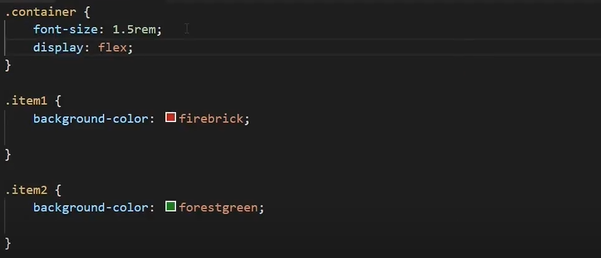 .container {
    font-size: 1.5rem;
    display: flex;
}
.item1 {
    background-color: firebrick;
}
.item2 {
    background-color: forestgreen;
}